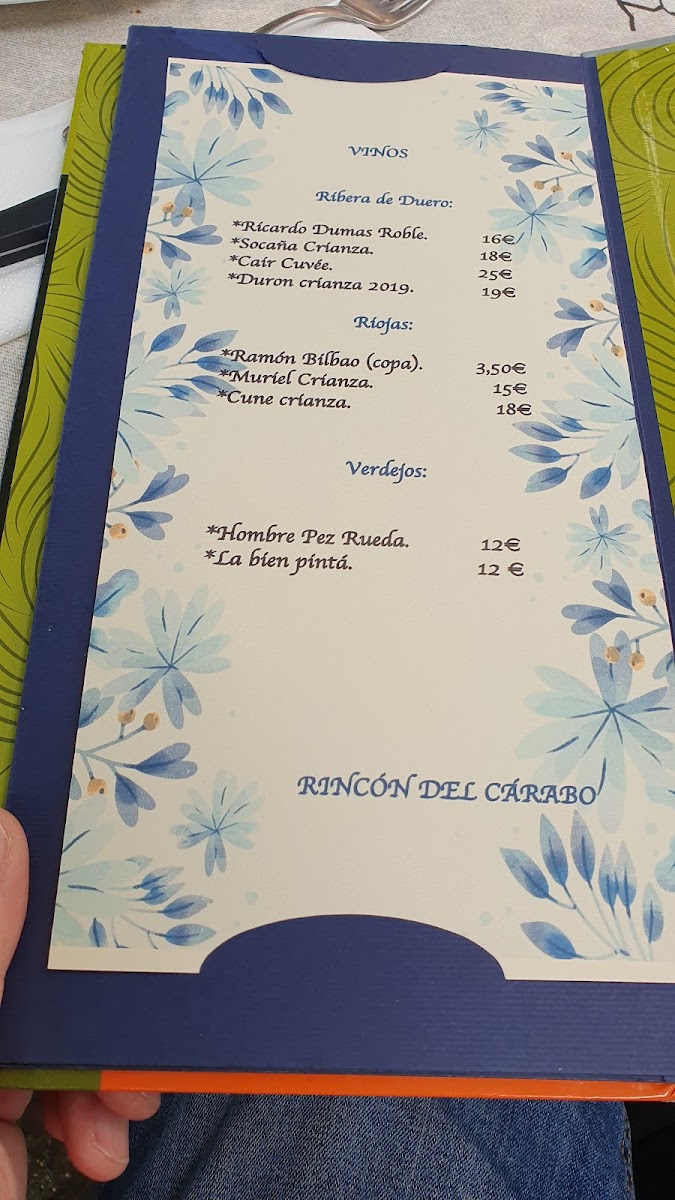 VINOS
Ribera de Duero:
*Ricardo Dumas Roble. 16€
*Socaña Crianza. 18€
*Cair Cuvée. 25€
*Duron crianza 2019. 19€
Riojas:
*Ramón Bilbao (copa). 3,50€
*Muriel Crianza. 15€
*Cune crianza. 18€
Verdejos:
*Hombre Pez Rueda. 12€
*La bien pintá. 12 €
RINCÓN DEL CÁRABO